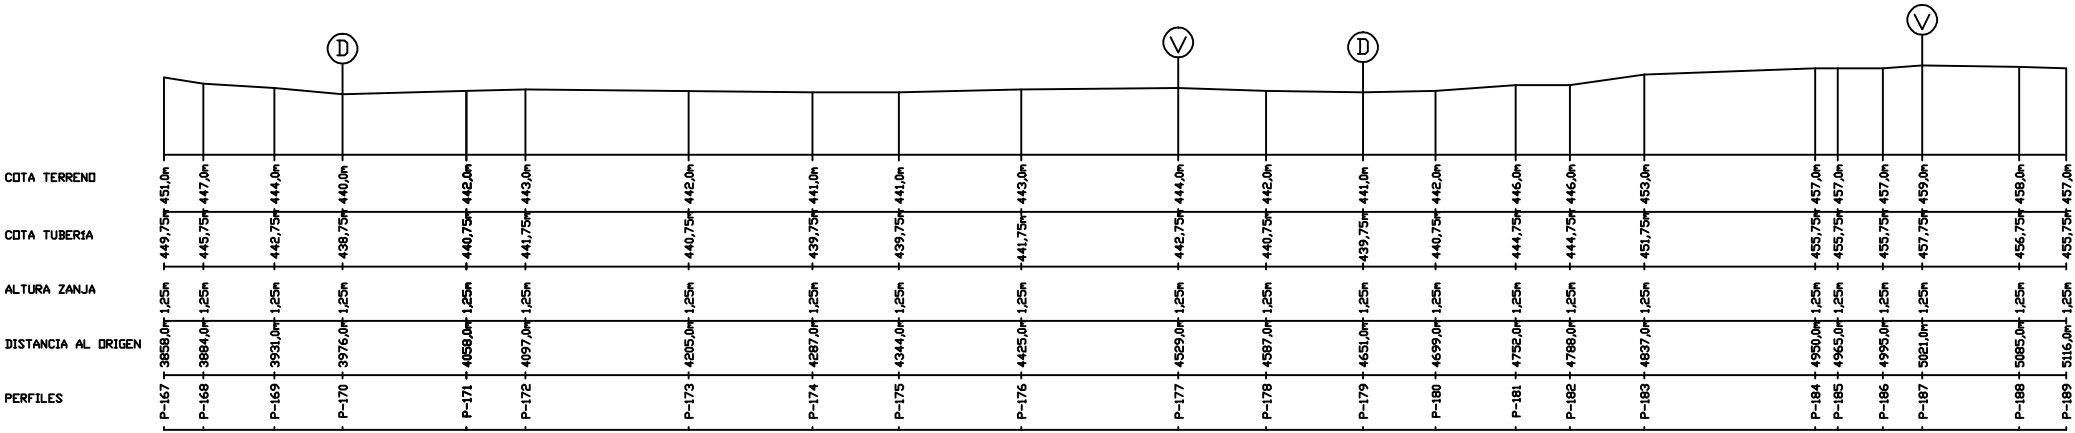 D V D V
COTA TERRENO 451,0m 447,0m 444,0m 440,0m 442,0m 443,0m 442,0m 441,0m 441,0m 443,0m 444,0m 442,0m 441,0m 442,0m 446,0m 446,0m 453,0m 457,0m 457,0m 457,0m 459,0m 458,0m 457,0m
COTA TUBERíA 449,75m 445,75m 442,75m 438,75m 440,75m 441,75m 440,75m 439,75m 439,75m 441,75m 442,75m 440,75m 439,75m 440,75m 444,75m 444,75m 451,75m 455,75m 455,75m 455,75m 457,75m 456,75m 455,75m
ALTURA ZANJA 1,25m 1,25m 1,25m 1,25m 1,25m 1,25m 1,25m 1,25m 1,25m 1,25m 1,25m 1,25m 1,25m 1,25m 1,25m 1,25m 1,25m 1,25m 1,25m 1,25m 1,25m 1,25m 1,25m
DISTANCIA AL ORIGEN 3858,0m 3884,0m 3931,0m 3976,0m 4058,0m 4097,0m 4205,0m 4287,0m 4344,0m 4425,0m 4529,0m 4587,0m 4651,0m 4699,0m 4752,0m 4788,0m 4837,0m 4950,0m 4965,0m 4995,0m 5021,0m 5085,0m 5116,0m
PERFILES P-167 P-168 P-169 P-170 P-171 P-172 P-173 P-174 P-175 P-176 P-177 P-178 P-179 P-180 P-181 P-182 P-183 P-184 P-185 P-186 P-187 P-188 P-189